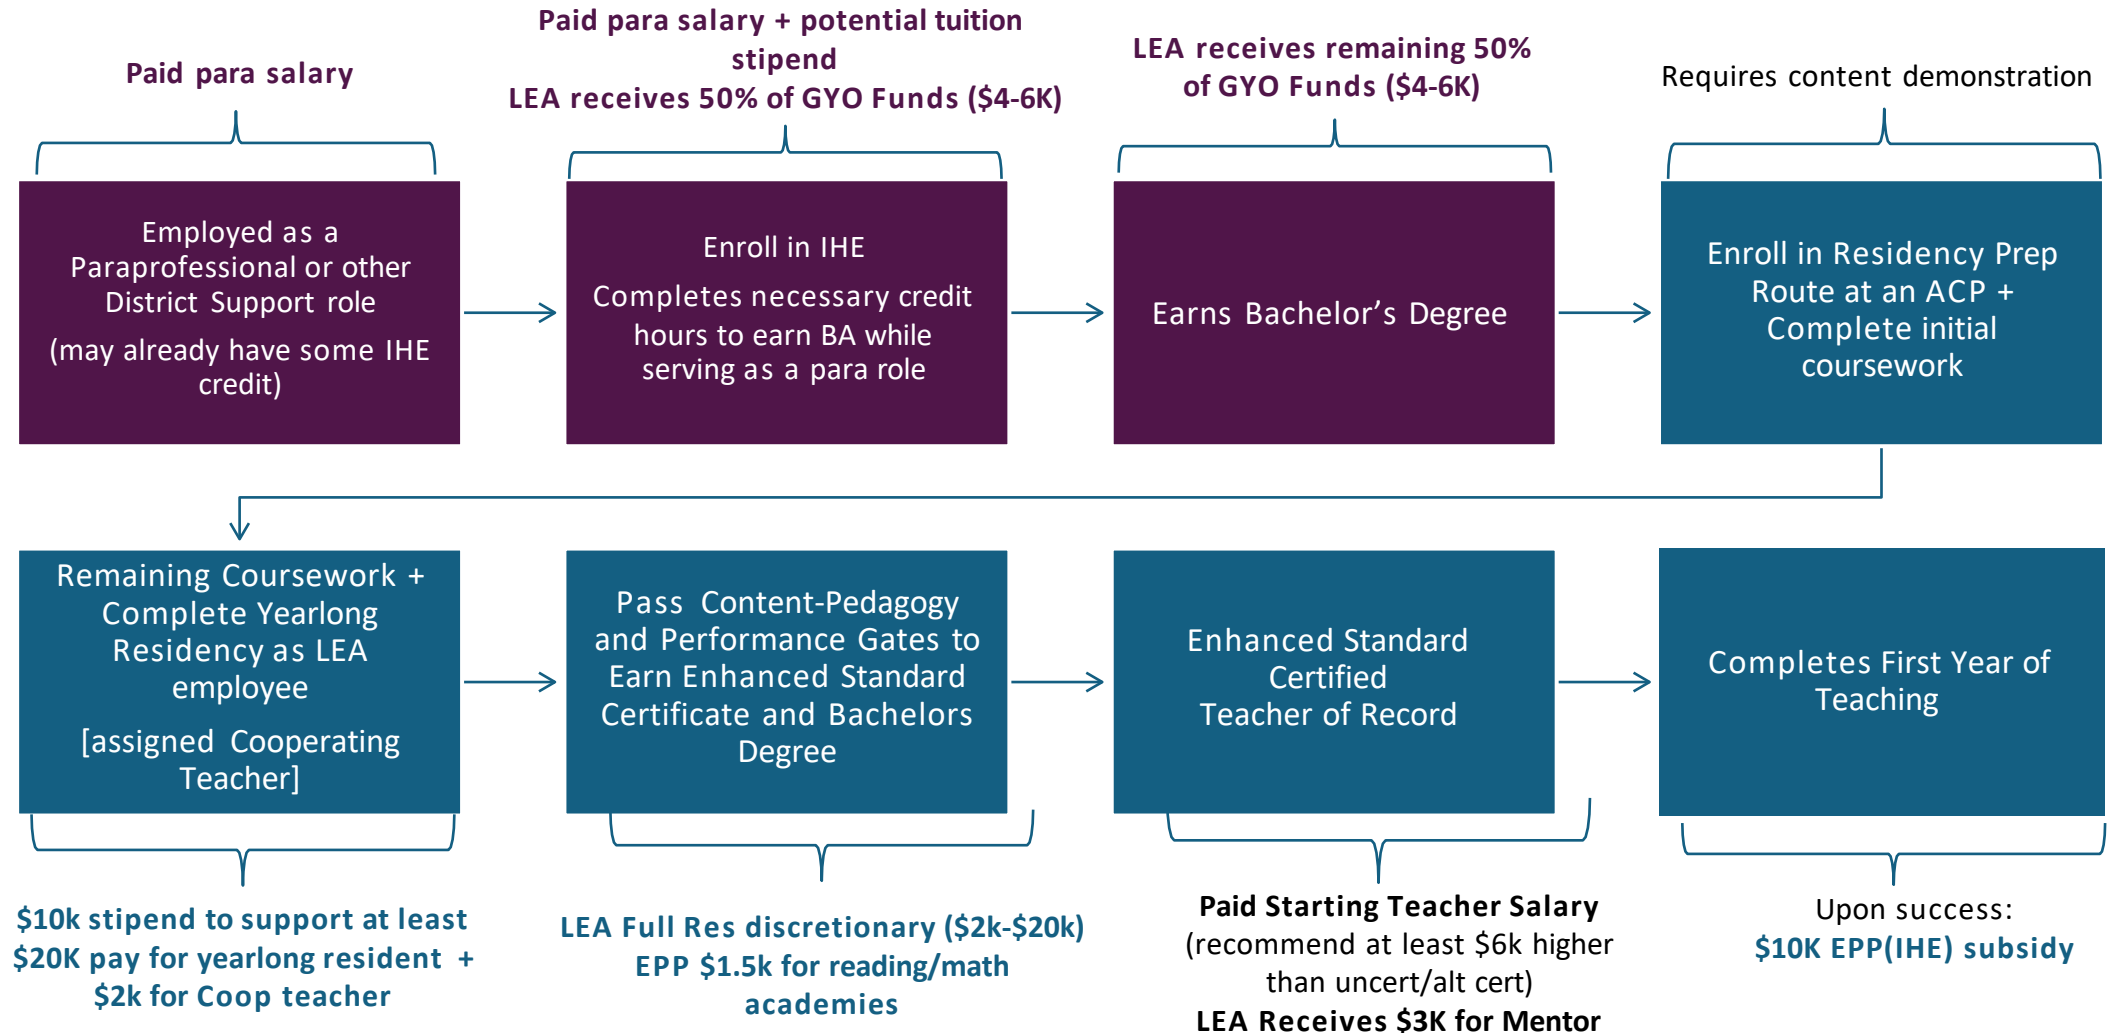 Paid para salary
Paid para salary + potential tuition
stipend
LEA receives 50% of GYO Funds ($4-6K)
LEA receives remaining 50%
of GYO Funds ($4-6K)
Requires content demonstration
Employed as a
Paraprofessional or other
District Support role
(may already have some IHE
credit)
Enroll in IHE
Completes necessary credit
hours to earn BA while
serving as a para role
Earns Bachelor’s Degree
Enroll in Residency Prep
Route at an ACP +
Complete initial
coursework
Remaining Coursework +
Complete Yearlong
Residency as LEA
employee
[assigned Cooperating
Teacher]
Pass Content-Pedagogy
and Performance Gates to
Earn Enhanced Standard
Certificate and Bachelors
Degree
Enhanced Standard
Certified
Teacher of Record
Completes First Year of
Teaching
$10k stipend to support at least
$20K pay for yearlong resident +
$2k for Coop teacher
LEA Full Res discretionary ($2k-$20k)
EPP $1.5k for reading/math
academies
Paid Starting Teacher Salary
(recommend at least $6k higher
than uncert/alt cert)
LEA Receives $3K for Mentor
Upon success:
$10K EPP(IHE) subsidy